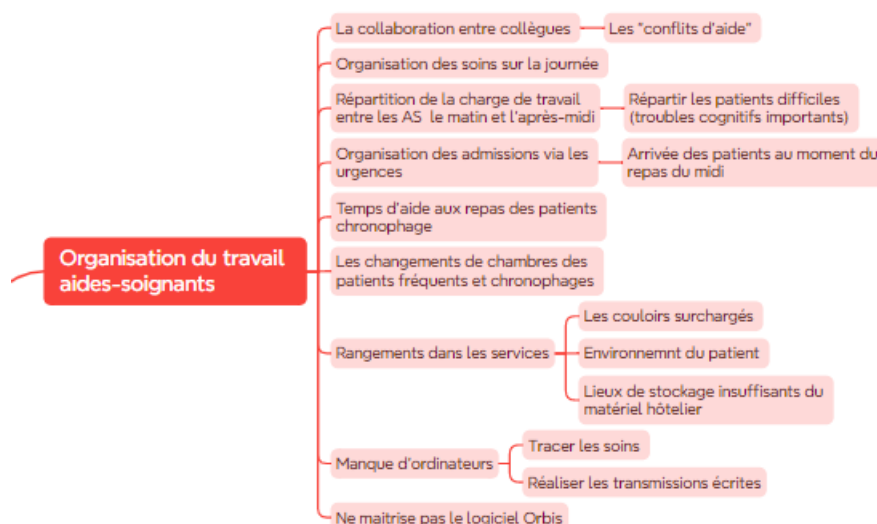 La collaboration entre collègues
Les "conflits d'aide"
Organisation des soins sur la journée
Répartition de la charge de travail
entre les AS le matin et l'après-midi
Répartir les patients difficiles
(troubles cognitifs importants)
Organisation des admissions via les
urgences
Arrivée des patients au moment du
repas du midi
Temps d'aide aux repas des patients
chronophage
Organisation du travail
aides-soignants
Les changements de chambres des
patients fréquents et chronophages
Rangements dans les services
Les couloirs surchargés
Environnemnt du patient
Lieux de stockage insuffisants du
matériel hôtelier
Manque d'ordinateurs
Tracer les soins
Réaliser les transmissions écrites
Ne maitrise pas le logiciel Orbis